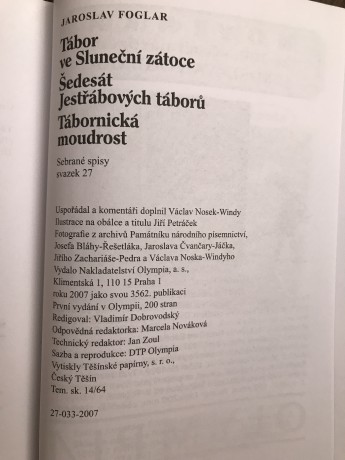 JAROSLAV FOGLAR
Tábor
ve Sluneční zátoce
Šedesát
Jestřábových táborů
Tábornická
moudrost
Sebrané spisy
svazek 27
Uspořádal a komentáři doplnil Václav Nosek-Windy
Ilustrace na obálce a titulu Jiří Petráček
Fotografie z archivů Památníku národního písemnictví,
Josefa Bláhy-Řešetláka, Jaroslava Čvančary-Jáčka,
Jiřího Zachariáše-Pedra a Václava Noska-Windyho
Vydalo Nakladatelství Olympia, a. s.,
Klimentská 1, 110 15 Praha 1
roku 2007 jako svou 3562. publikaci
První vydání v Olympii, 200 stran
Redigoval: Vladimír Dobrovodský
Odpovědná redaktorka: Marcela Nováková
Technický redaktor: Jan Zoul
Sazba a reprodukce: DTP Olympia
Vytiskly Těšínské papírny, s. r. o.,
Český Těšín
Tem. sk. 14/64
27-033-2007